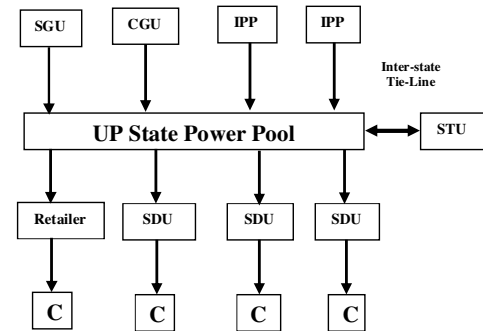 SGU
CGU
IPP
IPP
Inter-state
Tie-Line
UP State Power Pool
STU
Retailer
SDU
SDU
SDU
C
C
C
C